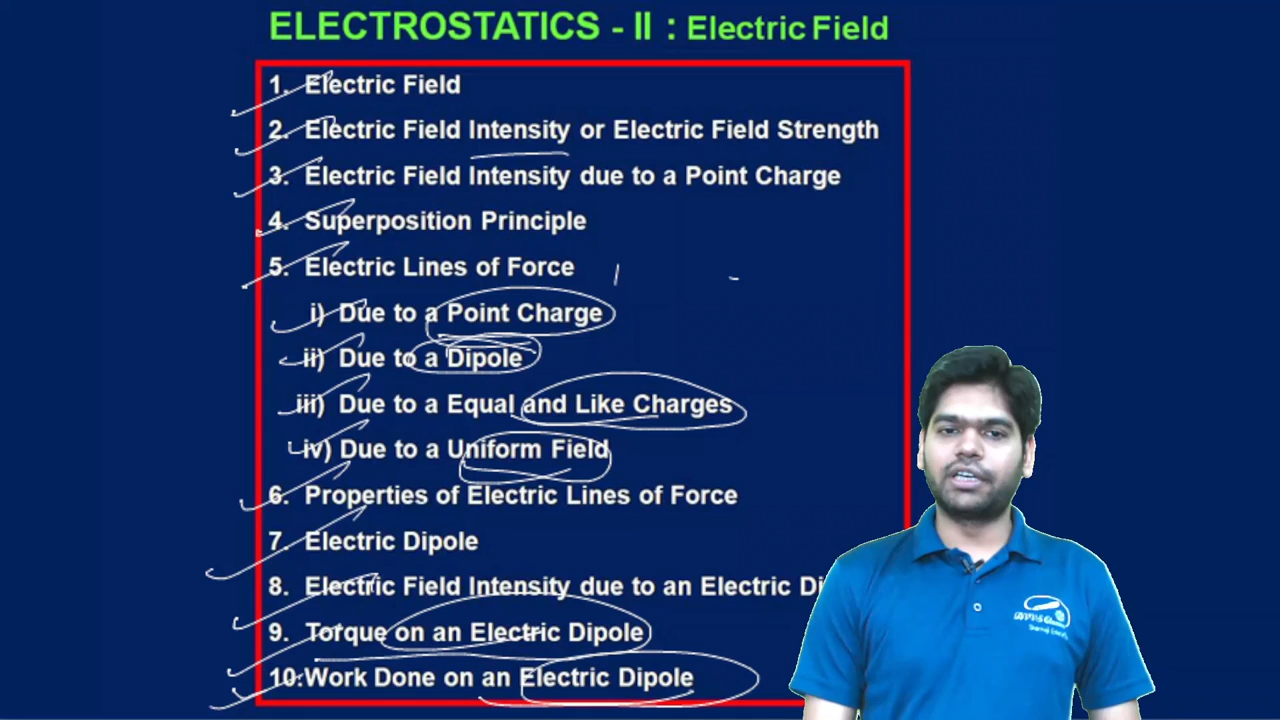 ELECTROSTATICS - II : Electric Field
1. Electric Field
2. Electric Field Intensity or Electric Field Strength
3. Electric Field Intensity due to a Point Charge
4. Superposition Principle
5. Electric Lines of Force
i) Due to a Point Charge
ii) Due to a Dipole
iii) Due to a Equal and Like Charges
iv) Due to a Uniform Field
6. Properties of Electric Lines of Force
7. Electric Dipole
8. Electric Field Intensity due to an Electric Di
9. Torque on an Electric Dipole
10.Work Done on an Electric Dipole